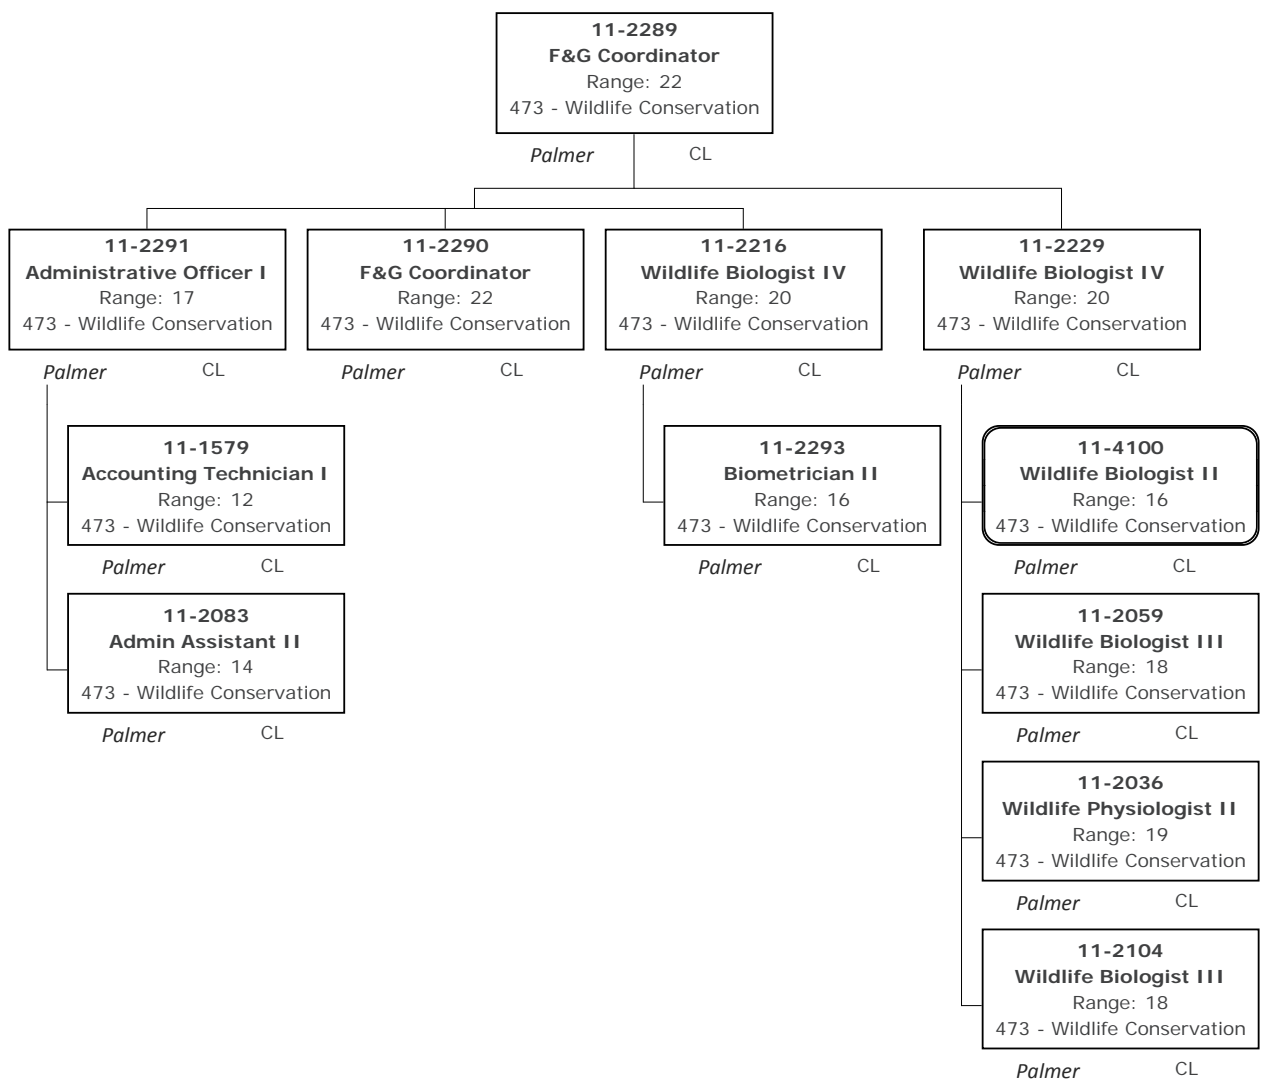 11-2289
F&G Coordinator
Range: 22
473 - Wildlife Conservation
Palmer CL
11-2291
Administrative Officer I
Range: 17
473 - Wildlife Conservation
Palmer CL
11-2290
F&G Coordinator
Range: 22
473 - Wildlife Conservation
Palmer CL
11-2216
Wildlife Biologist IV
Range: 20
473 - Wildlife Conservation
Palmer CL
11-2229
Wildlife Biologist IV
Range: 20
473 - Wildlife Conservation
Palmer CL
11-1579
Accounting Technician I
Range: 12
473 - Wildlife Conservation
Palmer CL
11-2083
Admin Assistant II
Range: 14
473 - Wildlife Conservation
Palmer CL
11-2293
Biometrician II
Range: 16
473 - Wildlife Conservation
Palmer CL
11-4100
Wildlife Biologist II
Range: 16
473 - Wildlife Conservation
Palmer CL
11-2059
Wildlife Biologist III
Range: 18
473 - Wildlife Conservation
Palmer CL
11-2036
Wildlife Physiologist II
Range: 19
473 - Wildlife Conservation
Palmer CL
11-2104
Wildlife Biologist III
Range: 18
473 - Wildlife Conservation
Palmer CL